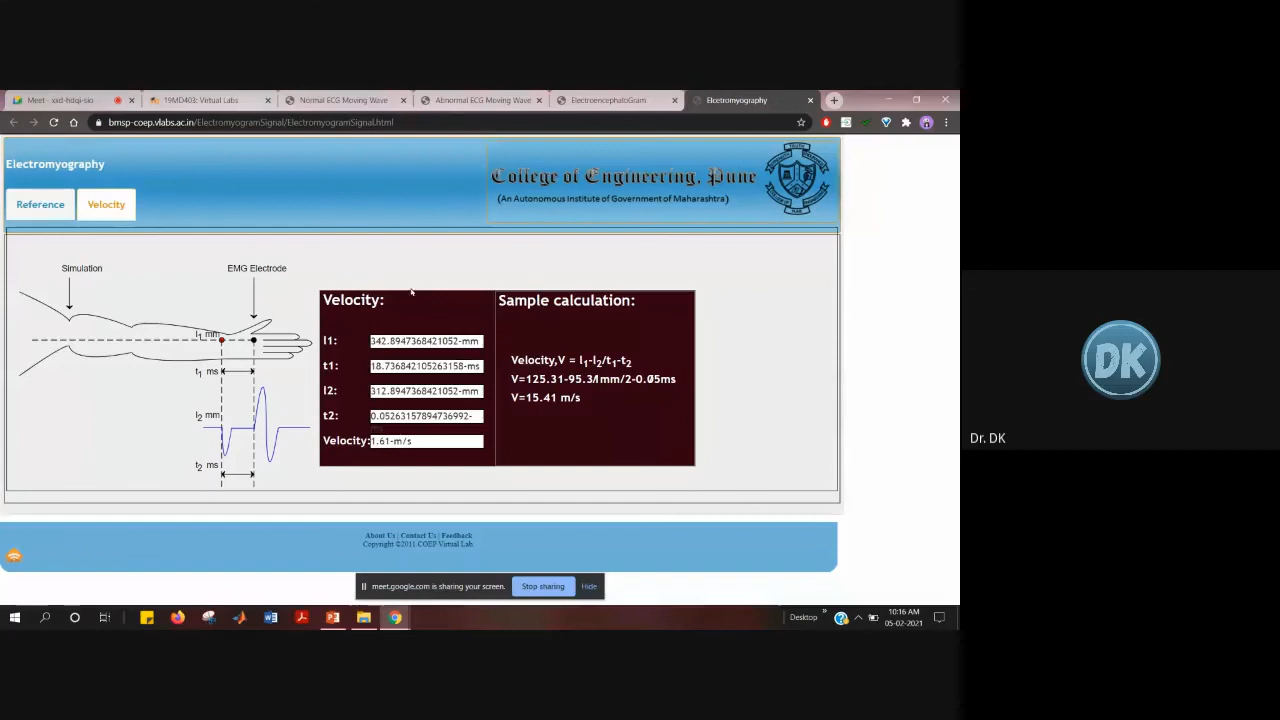 Meet - xxd-hdqi-sio
19MD403: Virtual Labs
Normal ECG Moving Wave
Abnormal ECG Moving Wave
ElectroencephatoGram
Elcetromyography
bmsp-coep.vlabs.ac.in/ElectromyogramSignal/ElectromyogramSignal.html
Electromyography
College of Engineering, Pune
(An Autonomous Institute of Government of Maharashtra)
Reference
Velocity
Simulation
EMG Electrode
l1 mm
t1 ms
l2 mm
t2 ms
Velocity:
l1: 342.8947368421052-mm
t1: 18.736842105263158-ms
l2: 312.8947368421052-mm
t2: 0.05263157894736992-
ms
Velocity: 1.61-m/s
Sample calculation:
Velocity,V = l1-l2/t1-t2
V=125.31-95.31mm/2-0.05ms
V=15.41 m/s
About Us | Contact Us | Feedback
Copyright ©2011 COEP Virtual Lab
meet.google.com is sharing your screen.
Stop sharing
Hide
Desktop
10:16 AM
05-02-2021
DK
Dr. DK